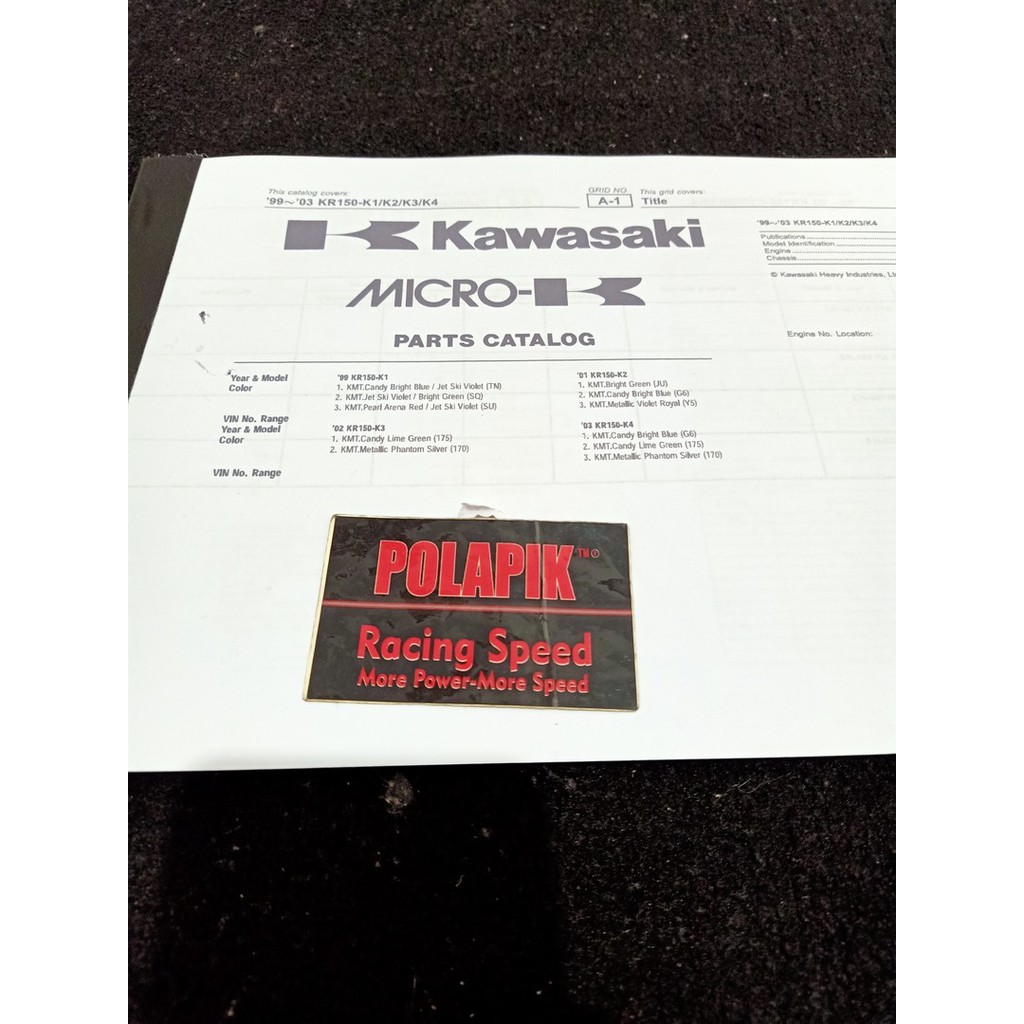 This catalog covers:
'99~'03 KR150-K1/K2/K3/K4
GRID NO.
A-1
This grid covers:
Title
Kawasaki
MICRO-K
PARTS CATALOG
Year & Model
Color
'99 KR150-K1
1. KMT.Candy Bright Blue / Jet Ski Violet (TN)
2. KMT.Jet Ski Violet / Bright Green (SQ)
3. KMT.Pearl Arena Red / Jet Ski Violet (SU)
'01 KR150-K2
1. KMT.Bright Green (JU)
2. KMT.Candy Bright Blue (G6)
3. KMT.Metallic Violet Royal (Y5)
VIN No. Range
Year & Model
Color
'02 KR150-K3
1. KMT.Candy Lime Green (175)
2. KMT.Metallic Phantom Silver (170)
'03 KR150-K4
1. KMT.Candy Bright Blue (G6)
2. KMT.Candy Lime Green (175)
3. KMT.Metallic Phantom Silver (170)
VIN No. Range
'99~'03 KR150-K1/K2/K3/K4
Publications
Model Identification
Engine
Chassis
© Kawasaki Heavy Industries, Lt
Engine No. Location:
POLAPIK TM ©
Racing Speed
More Power-More Speed